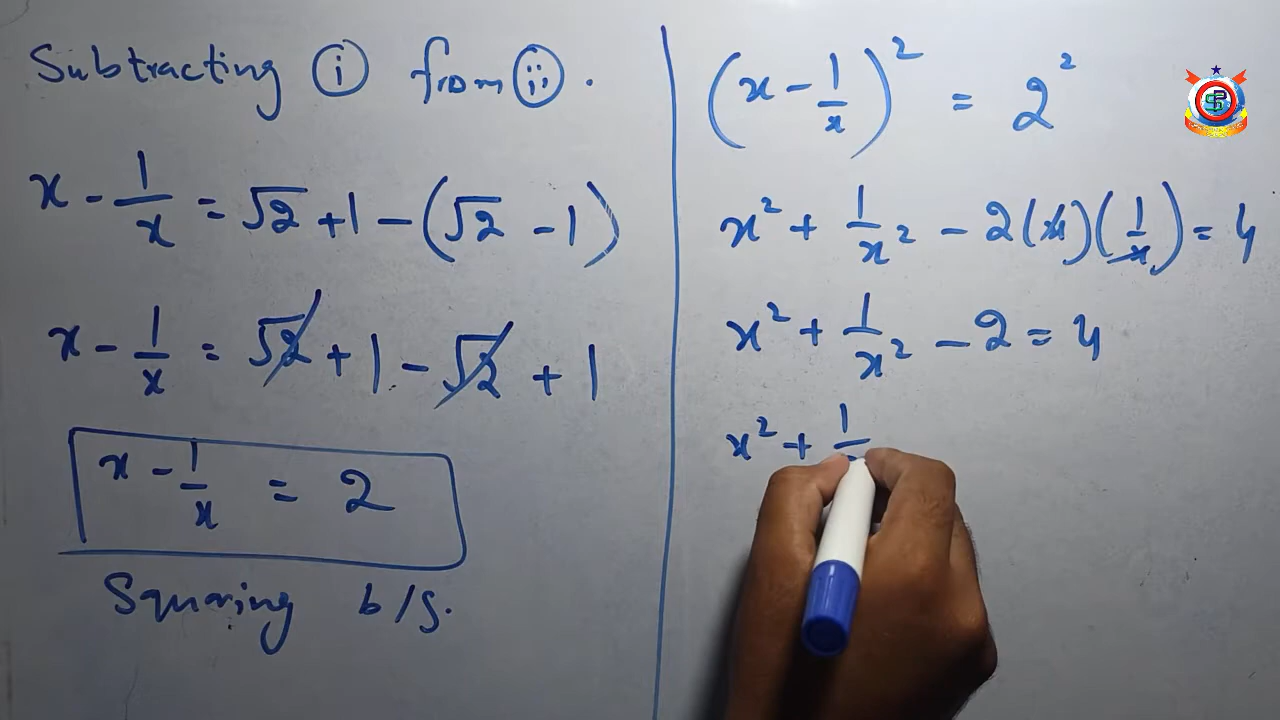 Subtracting (i) from (ii).
x - 1/x = √2 + 1 - (√2 - 1)
x - 1/x = √2 + 1 - √2 + 1
x - 1/x = 2
Squaring b/s.
(x - 1/x)² = 2²
x² + 1/x² - 2(x)(1/x) = 4
x² + 1/x² - 2 = 4
x² + 1/